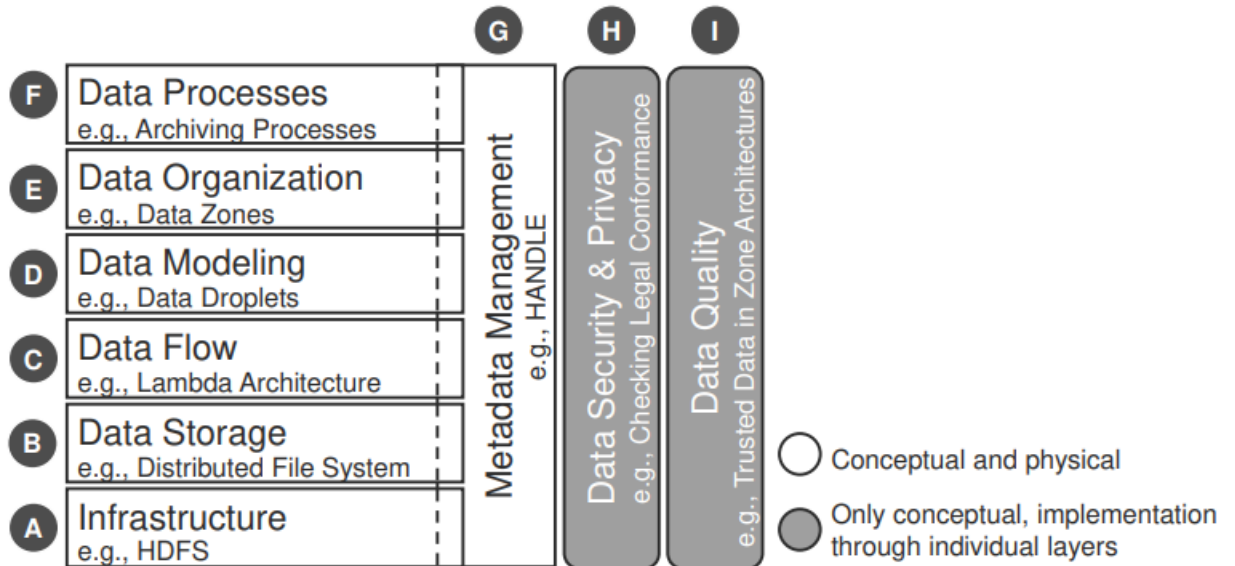 G
H
I
F
Data Processes
e.g., Archiving Processes
E
Data Organization
e.g., Data Zones
D
Data Modeling
e.g., Data Droplets
C
Data Flow
e.g., Lambda Architecture
B
Data Storage
e.g., Distributed File System
A
Infrastructure
e.g., HDFS
Metadata Management
e.g., HANDLE
Data Security & Privacy
e.g., Checking Legal Conformance
Data Quality
e.g., Trusted Data in Zone Architectures
Conceptual and physical
Only conceptual, implementation
through individual layers